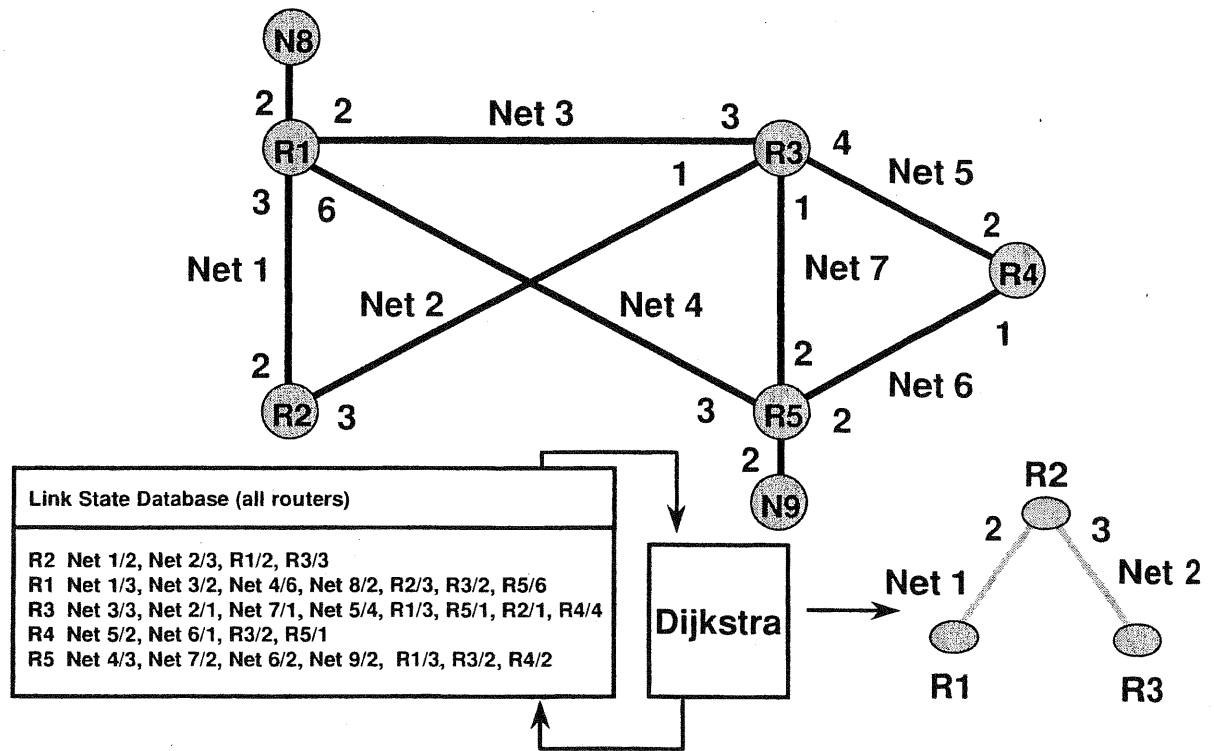 N8
2 2 Net 3 3
R1 R3 4
Net 5
3 6 1 1
2
Net 1 Net 7 R4
Net 2 Net 4
1
2 2 Net 6
R2 3 3 R5 2
2
N9
Link State Database (all routers)
R2 Net 1/2, Net 2/3, R1/2, R3/3
R1 Net 1/3, Net 3/2, Net 4/6, Net 8/2, R2/3, R3/2, R5/6
R3 Net 3/3, Net 2/1, Net 7/1, Net 5/4, R1/3, R5/1, R2/1, R4/4
R4 Net 5/2, Net 6/1, R3/2, R5/1
R5 Net 4/3, Net 7/2, Net 6/2, Net 9/2, R1/3, R3/2, R4/2
Dijkstra
R2
2 3
Net 1 Net 2
R1 R3